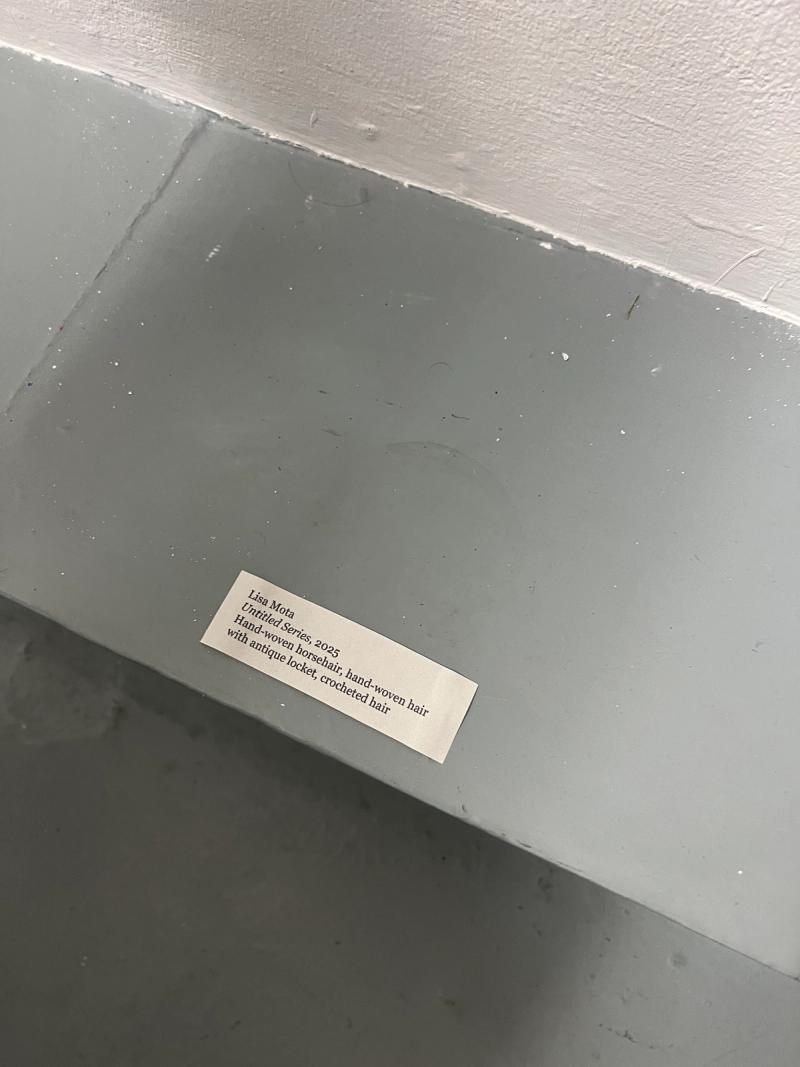 Lisa Mota
Untitled Series, 2025
Hand-woven horsehair, hand-woven hair
with antique locket, crocheted hair